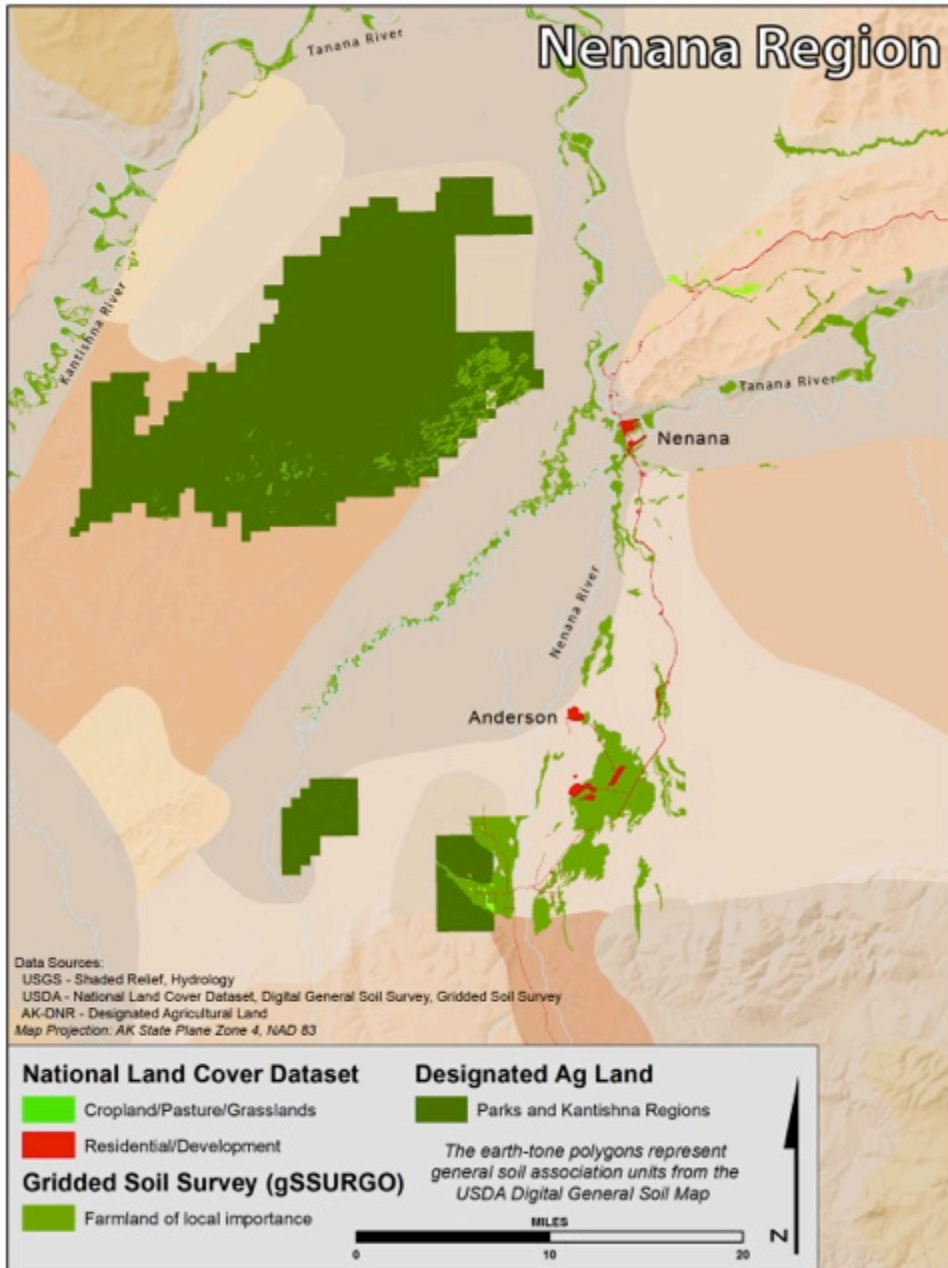 Nenana Region
Tanana River
Kantishna River
Tanana River
Nenana
Nenana River
Anderson
Data Sources:
USGS - Shaded Relief, Hydrology
USDA - National Land Cover Dataset, Digital General Soil Survey, Gridded Soil Survey
AK-DNR - Designated Agricultural Land
Map Projection: AK State Plane Zone 4, NAD 83
National Land Cover Dataset
Cropland/Pasture/Grasslands
Residential/Development
Gridded Soil Survey (gSSURGO)
Farmland of local importance
Designated Ag Land
Parks and Kantishna Regions
The earth-tone polygons represent
general soil association units from the
USDA Digital General Soil Map
MILES
0 10 20
N